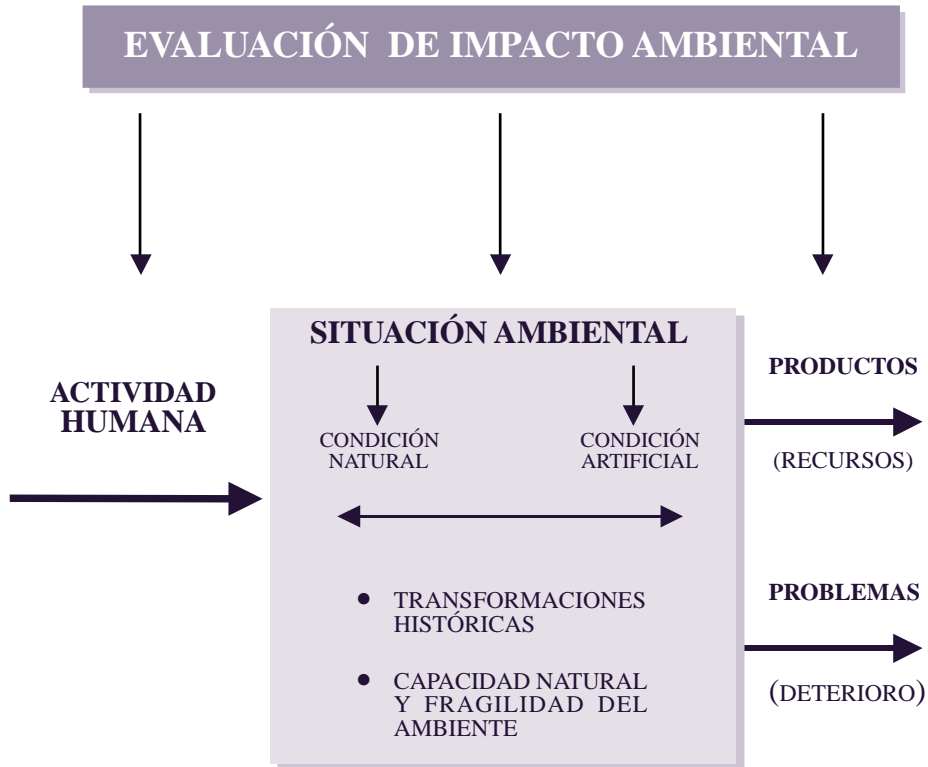 EVALUACIÓN DE IMPACTO AMBIENTAL
ACTIVIDAD
HUMANA
SITUACIÓN AMBIENTAL
CONDICIÓN
NATURAL
CONDICIÓN
ARTIFICIAL
• TRANSFORMACIONES
HISTÓRICAS
• CAPACIDAD NATURAL
Y FRAGILIDAD DEL
AMBIENTE
PRODUCTOS
(RECURSOS)
PROBLEMAS
(DETERIORO)